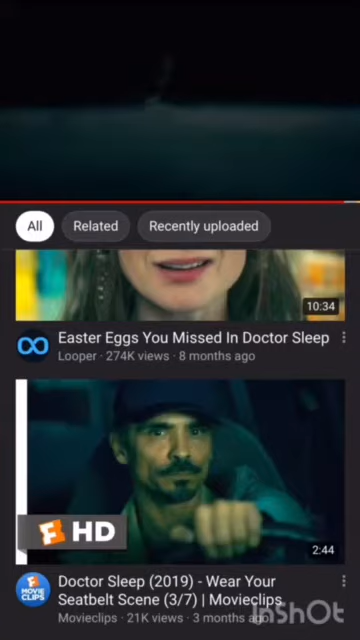 All
Related
Recently uploaded
10:34
Easter Eggs You Missed In Doctor Sleep
Looper · 274K views · 8 months ago
HD
2:44
MOVIE
CLIPS
Doctor Sleep (2019) - Wear Your
Seatbelt Scene (3/7) | Movieclips
Movieclips · 21K views · 3 months ago
InShOt